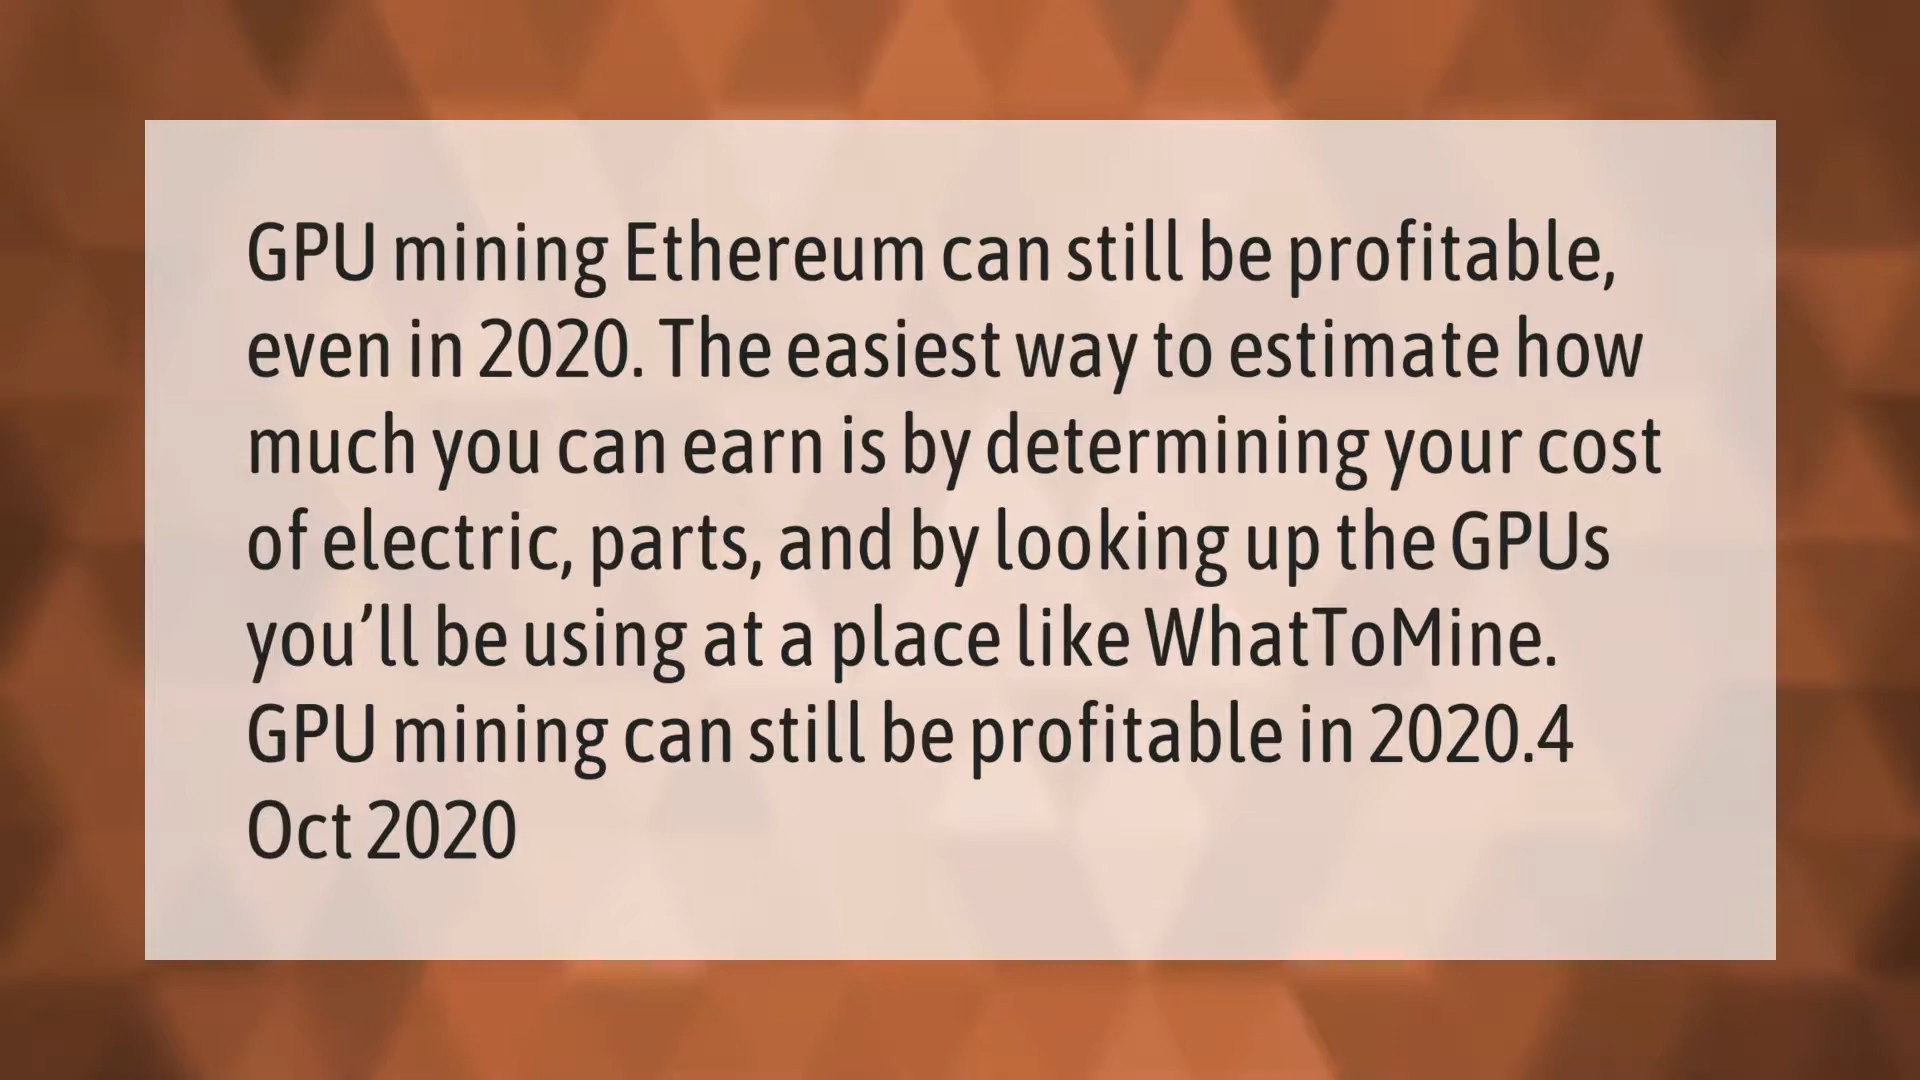 GPU mining Ethereum can still be profitable,
even in 2020. The easiest way to estimate how
much you can earn is by determining your cost
of electric, parts, and by looking up the GPUs
you’ll be using at a place like WhatToMine.
GPU mining can still be profitable in 2020.4
Oct 2020